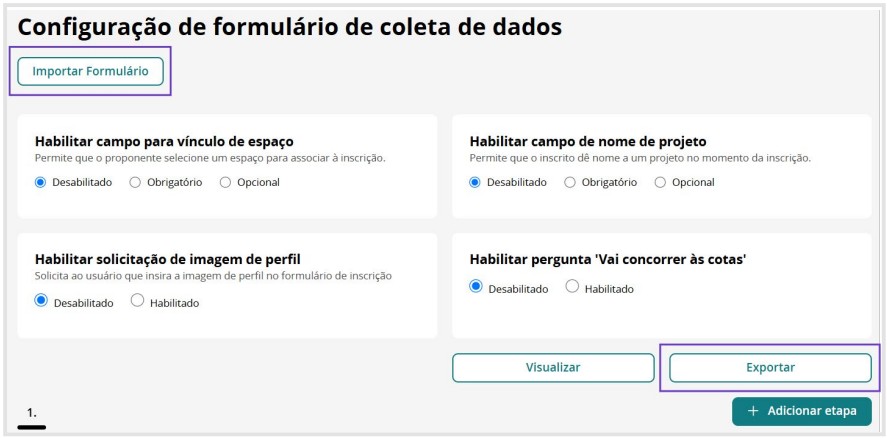 Configuração de formulário de coleta de dados
Importar Formulário
Habilitar campo para vínculo de espaço
Permite que o proponente selecione um espaço para associar à inscrição.
Desabilitado Obrigatório Opcional
Habilitar campo de nome de projeto
Permite que o inscrito dê nome a um projeto no momento da inscrição.
Desabilitado Obrigatório Opcional
Habilitar solicitação de imagem de perfil
Solicita ao usuário que insira a imagem de perfil no formulário de inscrição
Desabilitado Habilitado
Habilitar pergunta 'Vai concorrer às cotas'
Desabilitado Habilitado
Visualizar
Exportar
1.
+ Adicionar etapa